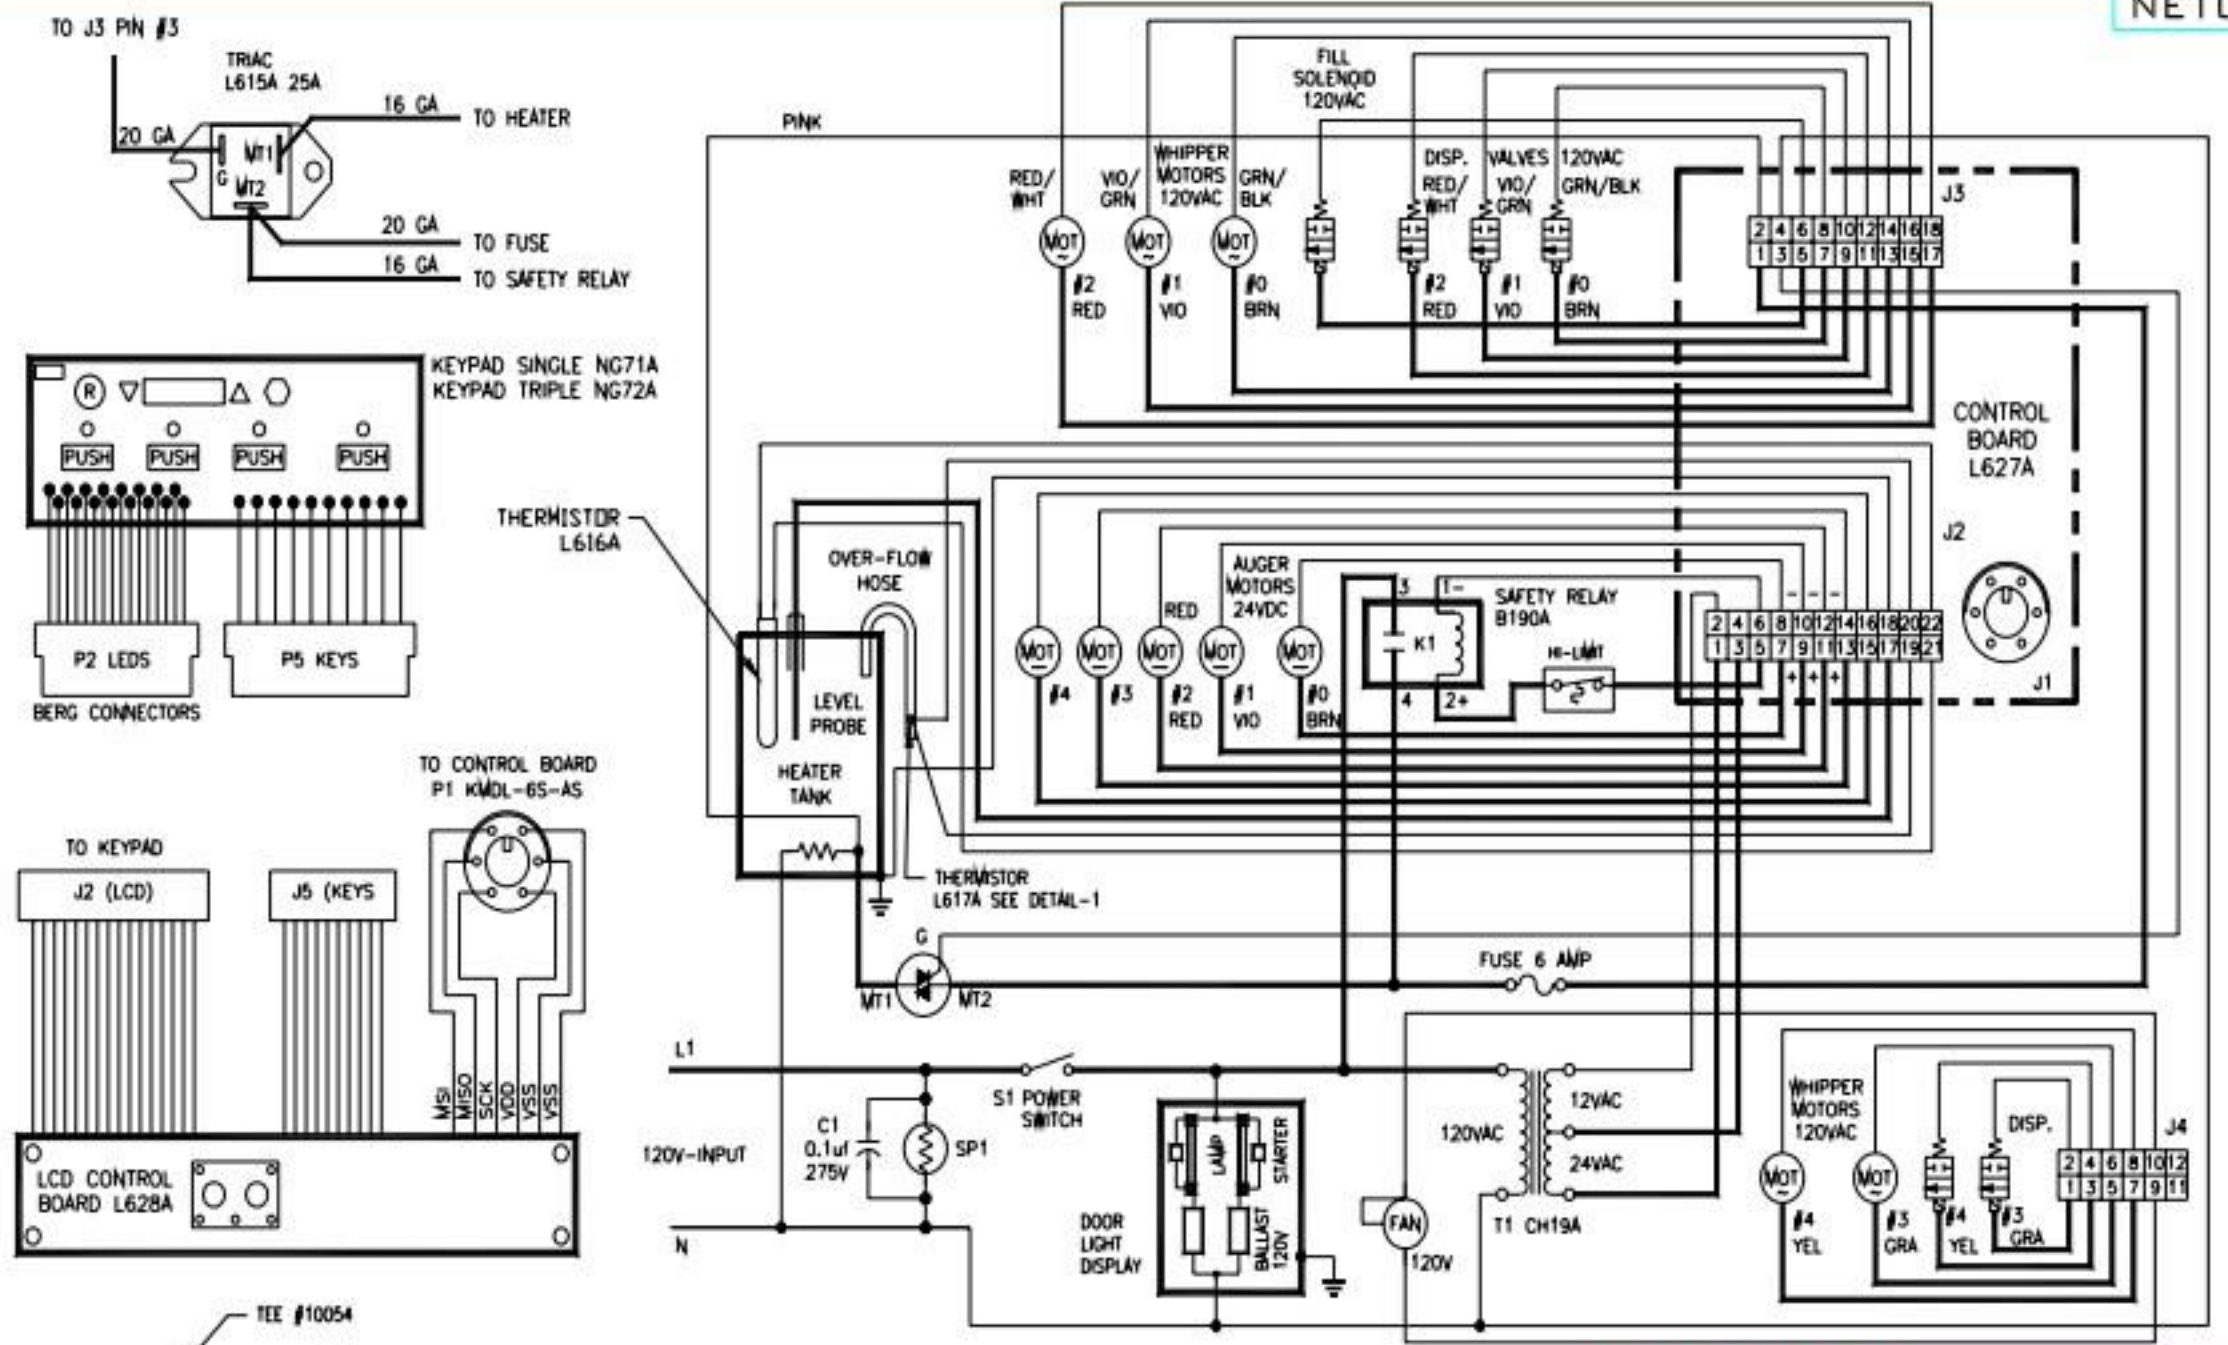 NETL
TO J3 PIN #3
TRIAC
L615A 25A
16 GA
TO HEATER
20 GA
MT1
G
MT2
20 GA
TO FUSE
16 GA
TO SAFETY RELAY
KEYPAD SINGLE NG71A
KEYPAD TRIPLE NG72A
R
PUSH PUSH PUSH PUSH
P2 LEDS
P5 KEYS
BERG CONNECTORS
TO CONTROL BOARD
P1 KMDL-6S-AS
TO KEYPAD
J2 (LCD)
J5 (KEYS
MSI
MISO
SCK
VDD
VSS
VSS
LCD CONTROL
BOARD L628A
TEE #10054
PINK
FILL
SOLENOID
120VAC
RED/
WHT
VIO/
GRN
WHIPPER
MOTORS
120VAC
GRN/
BLK
DISP. VALVES 120VAC
RED/
WHT
VIO/
GRN
GRN/BLK
MOT MOT MOT
#2
RED
#1
VIO
#0
BRN
#2
RED
#1
VIO
#0
BRN
J3
2 4 6 8 10 12 14 16 18
1 3 5 7 9 11 13 15 17
CONTROL
BOARD
L627A
THERMISTOR
L616A
OVER-FLOW
HOSE
LEVEL
PROBE
HEATER
TANK
THERMISTOR
L617A SEE DETAIL-1
AUGER
MOTORS
24VDC
RED
MOT MOT MOT MOT MOT
#4
#3
#2
RED
#1
VIO
#0
BRN
3
1-
K1
4
2+
SAFETY RELAY
B190A
HI-LIMIT
J2
- - -
2 4 6 8 10 12 14 16 18 20 22
1 3 5 7 9 11 13 15 17 19 21
+ + +
J1
G
MT1
MT2
FUSE 6 AMP
L1
120V-INPUT
N
C1
0.1uf
275V
SP1
S1 POWER
SWITCH
LAMP
STARTER
BALLAST
120V
DOOR
LIGHT
DISPLAY
FAN
120V
120VAC
12VAC
24VAC
T1 CH19A
WHIPPER
MOTORS
120VAC
DISP.
J4
MOT MOT
2 4 6 8 10 12
1 3 5 7 9 11
#4
YEL
#3
GRA
#4
YEL
#3
GRA